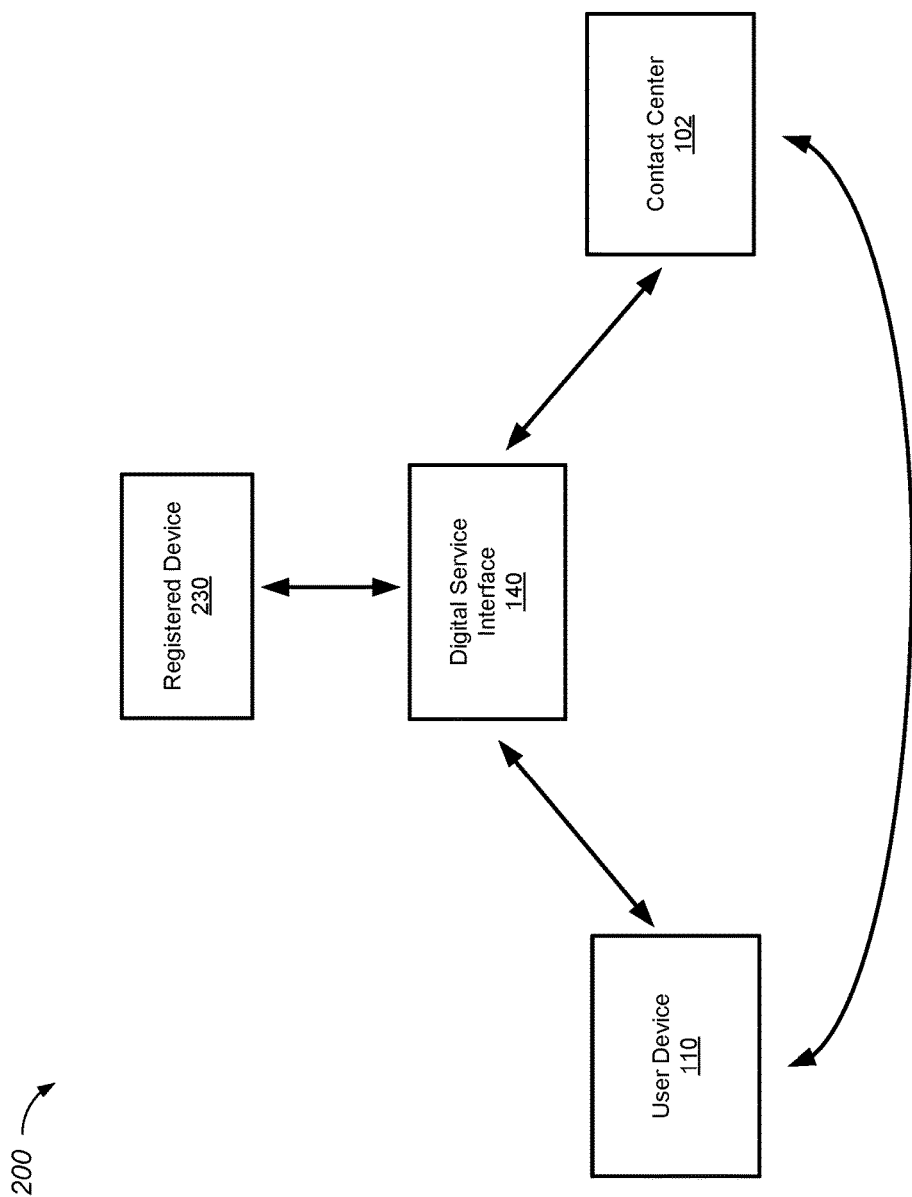 200
Registered Device
230
Digital Service
Interface
140
User Device
110
Contact Center
102